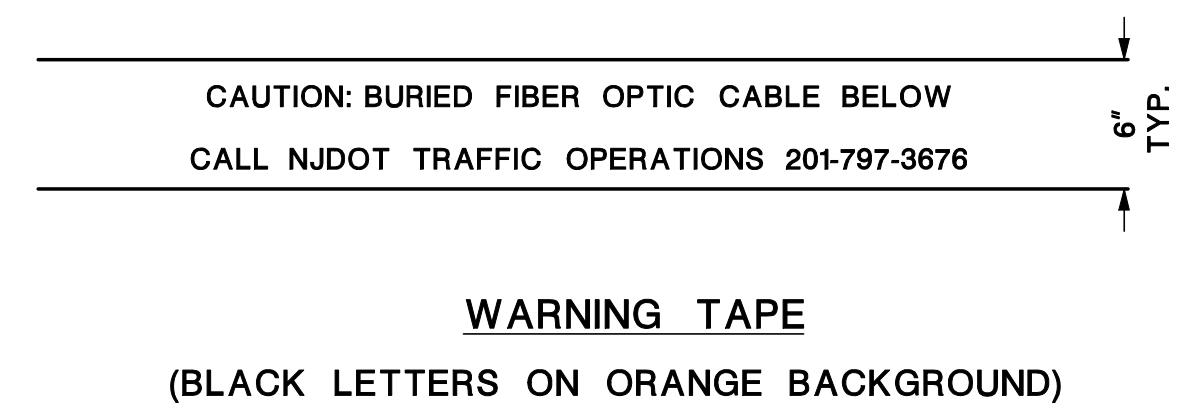 CAUTION: BURIED FIBER OPTIC CABLE BELOW
CALL NJDOT TRAFFIC OPERATIONS 201-797-3676
6"
TYP.
WARNING TAPE
(BLACK LETTERS ON ORANGE BACKGROUND)